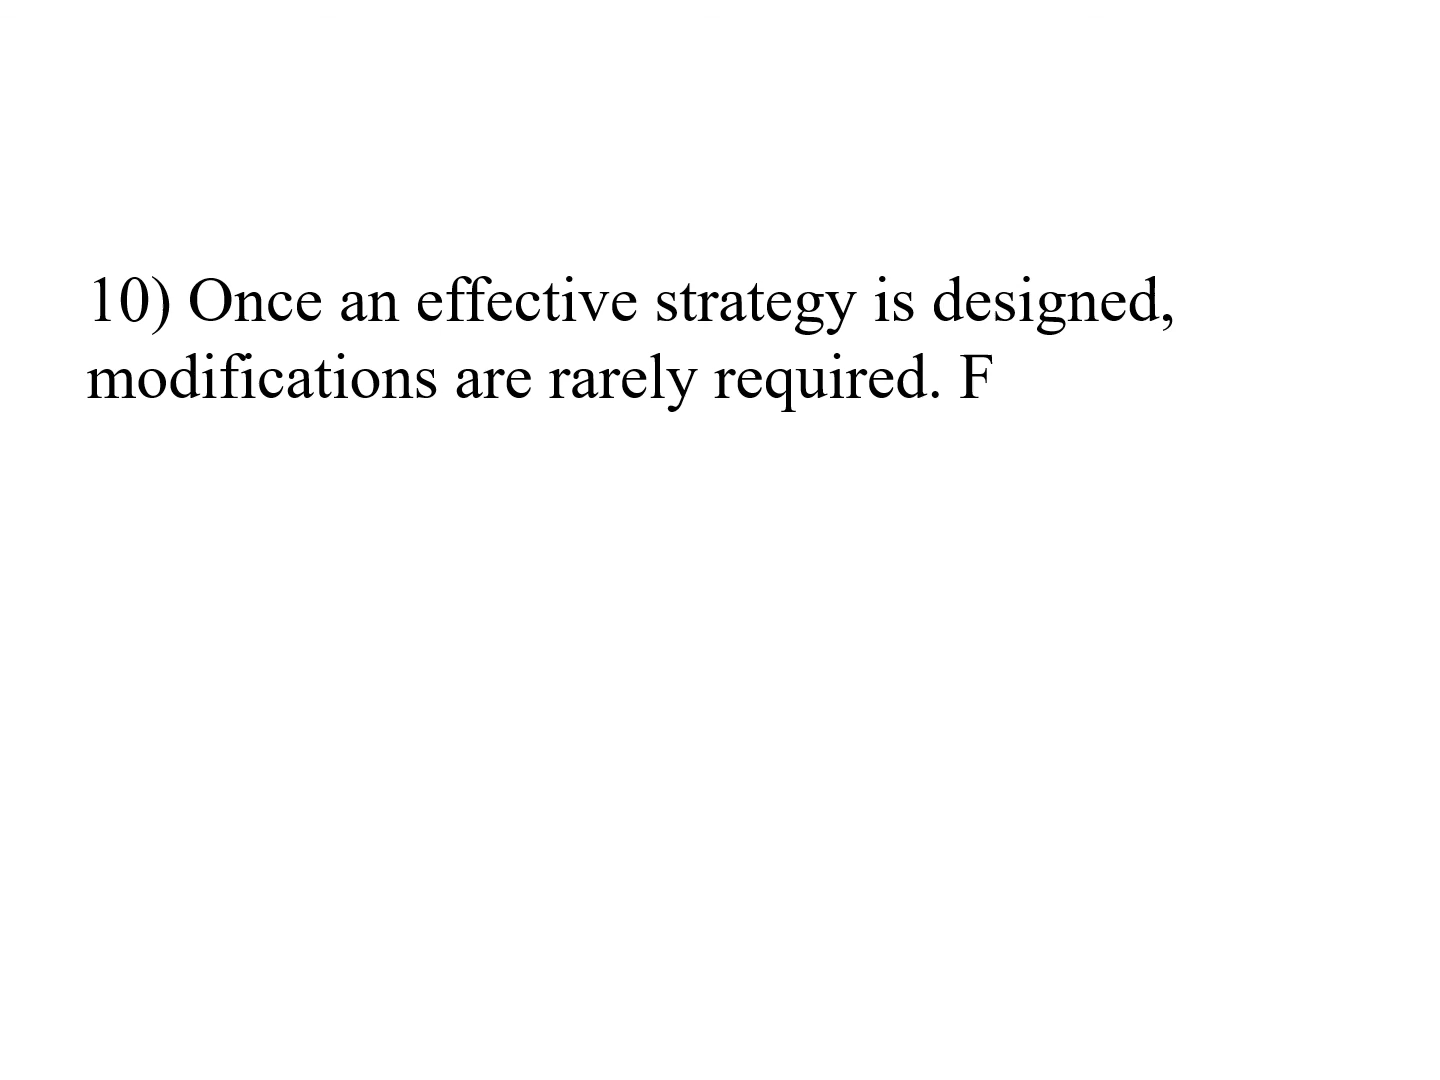 10) Once an effective strategy is designed,
modifications are rarely required. F